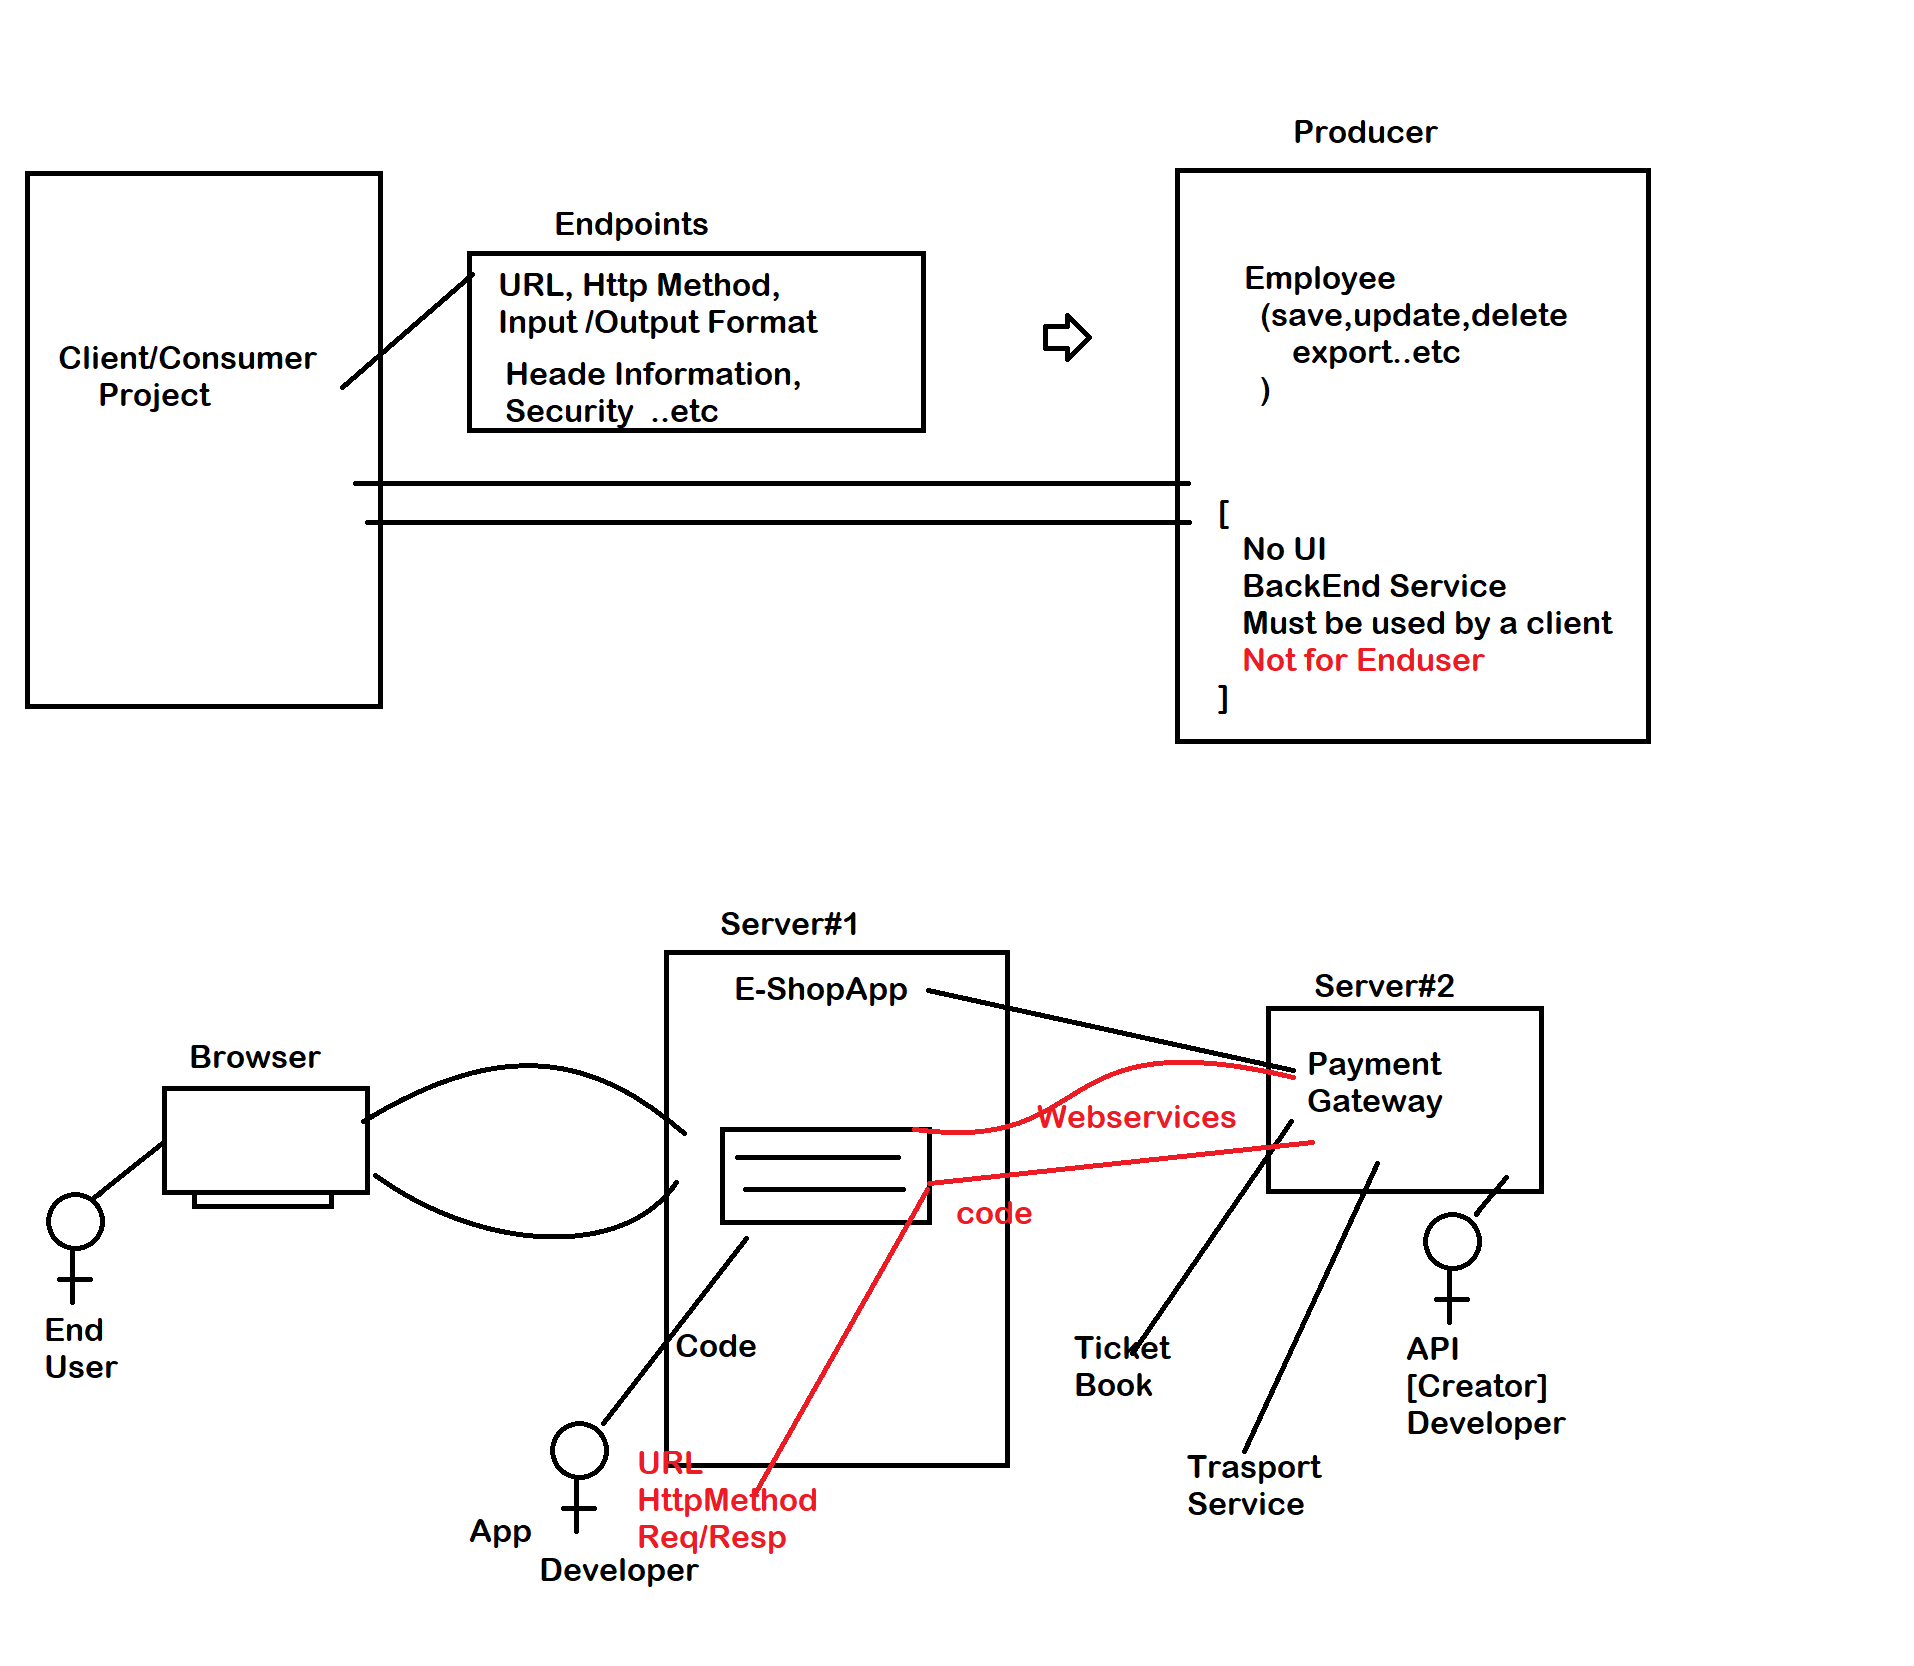 Producer
Endpoints
URL, Http Method,
Input /Output Format
Heade Information,
Security ..etc
Client/Consumer
Project
Employee
(save,update,delete
export..etc
)
[
No UI
BackEnd Service
Must be used by a client
Not for Enduser
]
Server#1
E-ShopApp
Server#2
Browser
Payment
Gateway
Webservices
code
End
User
Code
Ticket
Book
API
[Creator]
Developer
URL
HttpMethod
Req/Resp
Trasport
Service
App
Developer